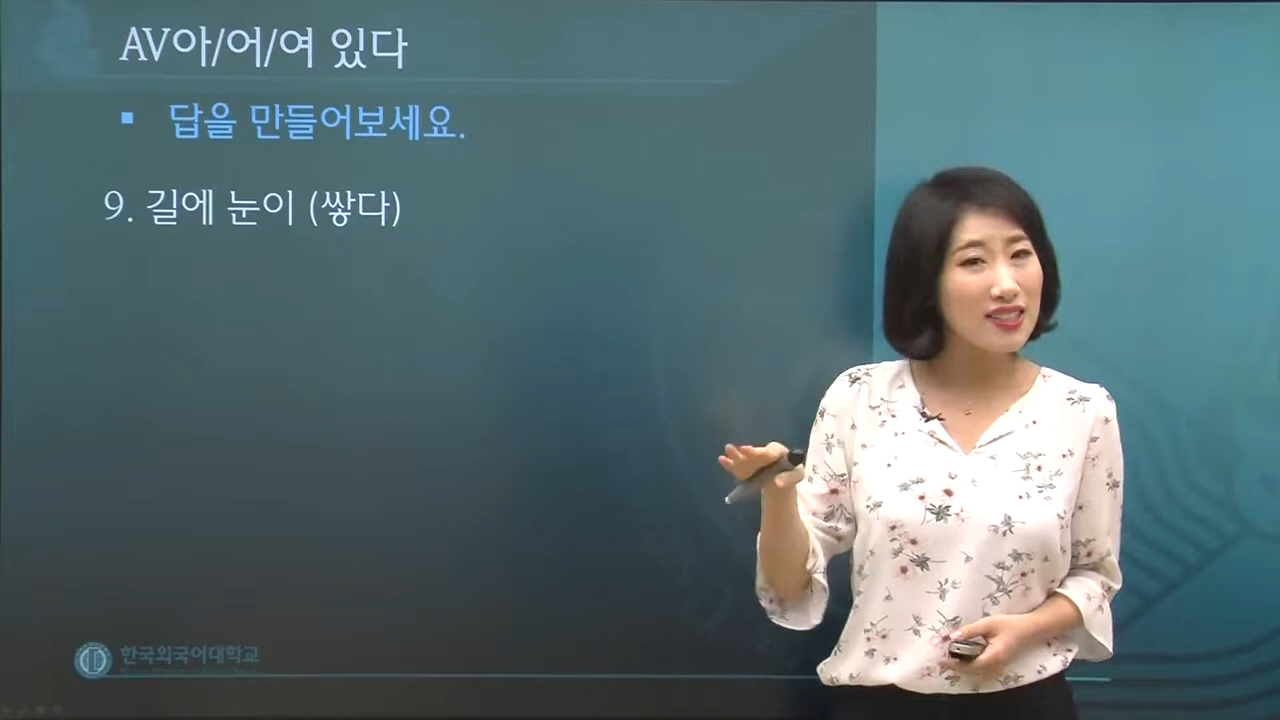 AV아/어/여 있다
▪ 답을 만들어보세요.
9. 길에 눈이 (쌓다)
한국외국어대학교